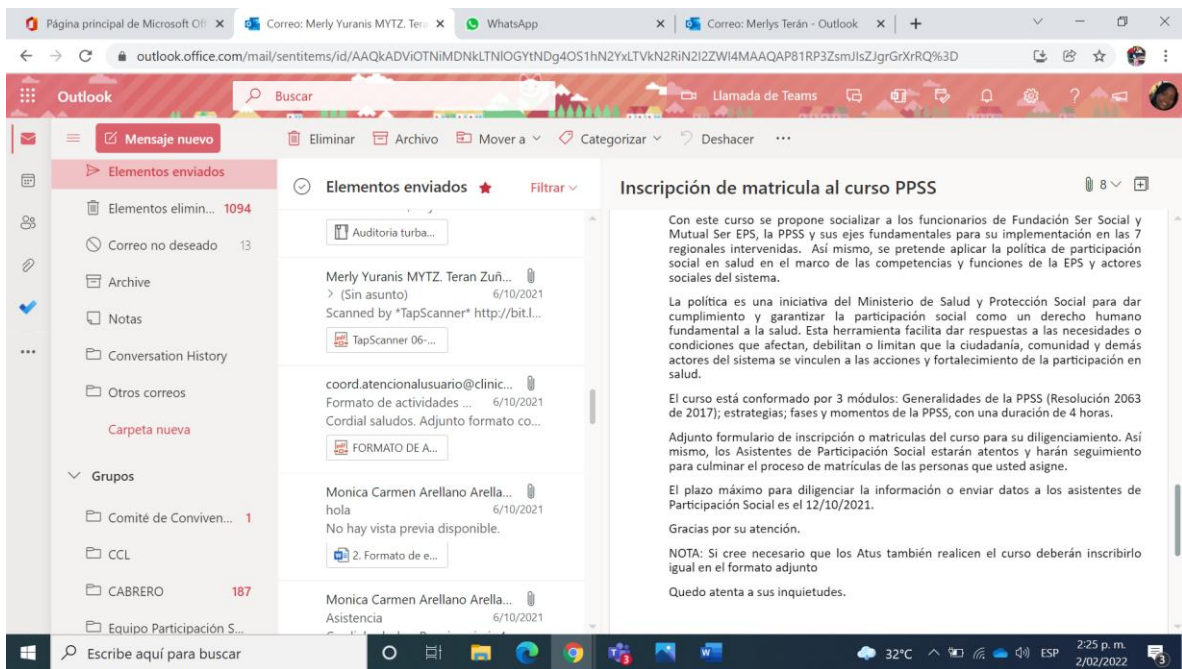 Página principal de Microsoft Off
Correo: Merly Yuranis MYTZ. Tera
WhatsApp
Correo: Merlys Terán - Outlook
outlook.office.com/mail/sentitems/id/
Outlook
Buscar
Llamada de Teams
Mensaje nuevo
Eliminar
Archivo
Mover a
Categorizar
Deshacer
Elementos enviados
Elementos elimin... 1094
Correo no deseado 13
Archive
Notas
Conversation History
Otros correos
Carpeta nueva
Grupos
Comité de Conviven... 1
CCL
CABRERO 187
Equipo Participación S...
Elementos enviados
Filtrar
Auditoria turba...
Merly Yuranis MYTZ. Teran Zuñ...
> (Sin asunto) 6/10/2021
Scanned by *TapScanner* http://bit.l...
TapScanner 06-...
coord.atencionalusuario@clinic...
Formato de actividades ... 6/10/2021
Cordial saludos. Adjunto formato co...
FORMATO DE A...
Monica Carmen Arellano Arella...
hola 6/10/2021
No hay vista previa disponible.
2. Formato de e...
Monica Carmen Arellano Arella...
Asistencia 6/10/2021
Inscripción de matricula al curso PPSS
8
Con este curso se propone socializar a los funcionarios de Fundación Ser Social y
Mutual Ser EPS, la PPSS y sus ejes fundamentales para su implementación en las 7
regionales intervenidas. Así mismo, se pretende aplicar la política de participación
social en salud en el marco de las competencias y funciones de la EPS y actores
sociales del sistema.
La política es una iniciativa del Ministerio de Salud y Protección Social para dar
cumplimiento y garantizar la participación social como un derecho humano
fundamental a la salud. Esta herramienta facilita dar respuestas a las necesidades o
condiciones que afectan, debilitan o limitan que la ciudadanía, comunidad y demás
actores del sistema se vinculen a las acciones y fortalecimiento de la participación en
salud.
El curso está conformado por 3 módulos: Generalidades de la PPSS (Resolución 2063
de 2017); estrategias; fases y momentos de la PPSS, con una duración de 4 horas.
Adjunto formulario de inscripción o matriculas del curso para su diligenciamiento. Así
mismo, los Asistentes de Participación Social estarán atentos y harán seguimiento
para culminar el proceso de matrículas de las personas que usted asigne.
El plazo máximo para diligenciar la información o enviar datos a los asistentes de
Participación Social es el 12/10/2021.
Gracias por su atención.
NOTA: Si cree necesario que los Atus también realicen el curso deberán inscribirlo
igual en el formato adjunto
Quedo atenta a sus inquietudes.
Escribe aquí para buscar
32°C
ESP
2:25 p. m.
2/02/2022
3